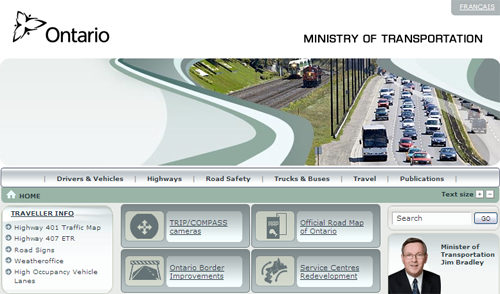 FRANÇAIS
Ontario
MINISTRY OF TRANSPORTATION
Drivers & Vehicles | Highways | Road Safety | Trucks & Buses | Travel | Publications
HOME
Text size + -
TRAVELLER INFO
Highway 401 Traffic Map
Highway 407 ETR
Road Signs
Weatheroffice
High Occupancy Vehicle
Lanes
TRIP/COMPASS
cameras
Official Road Map
of Ontario
Ontario Border
Improvements
Service Centres
Redevelopment
Search GO
Minister of
Transportation
Jim Bradley